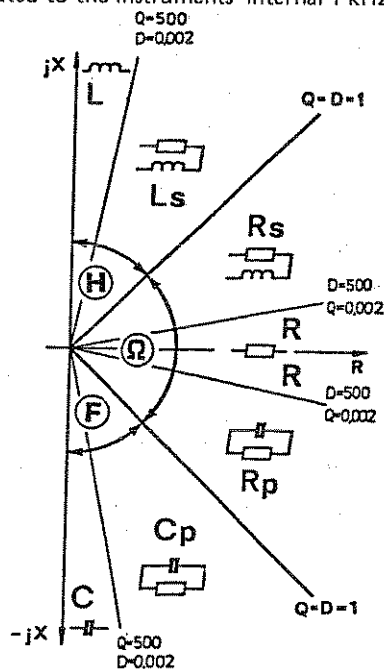 ated to the instruments' internal 1 kHz
Q=500
D=0,002
jX
L
Q=D=1
Ls
Rs
H
D=500
Q=0,002
R
Ω
R
R
D=500
Q=0,002
F
Rp
Cp
C
Q=D=1
-jX
Q=500
D=0,002